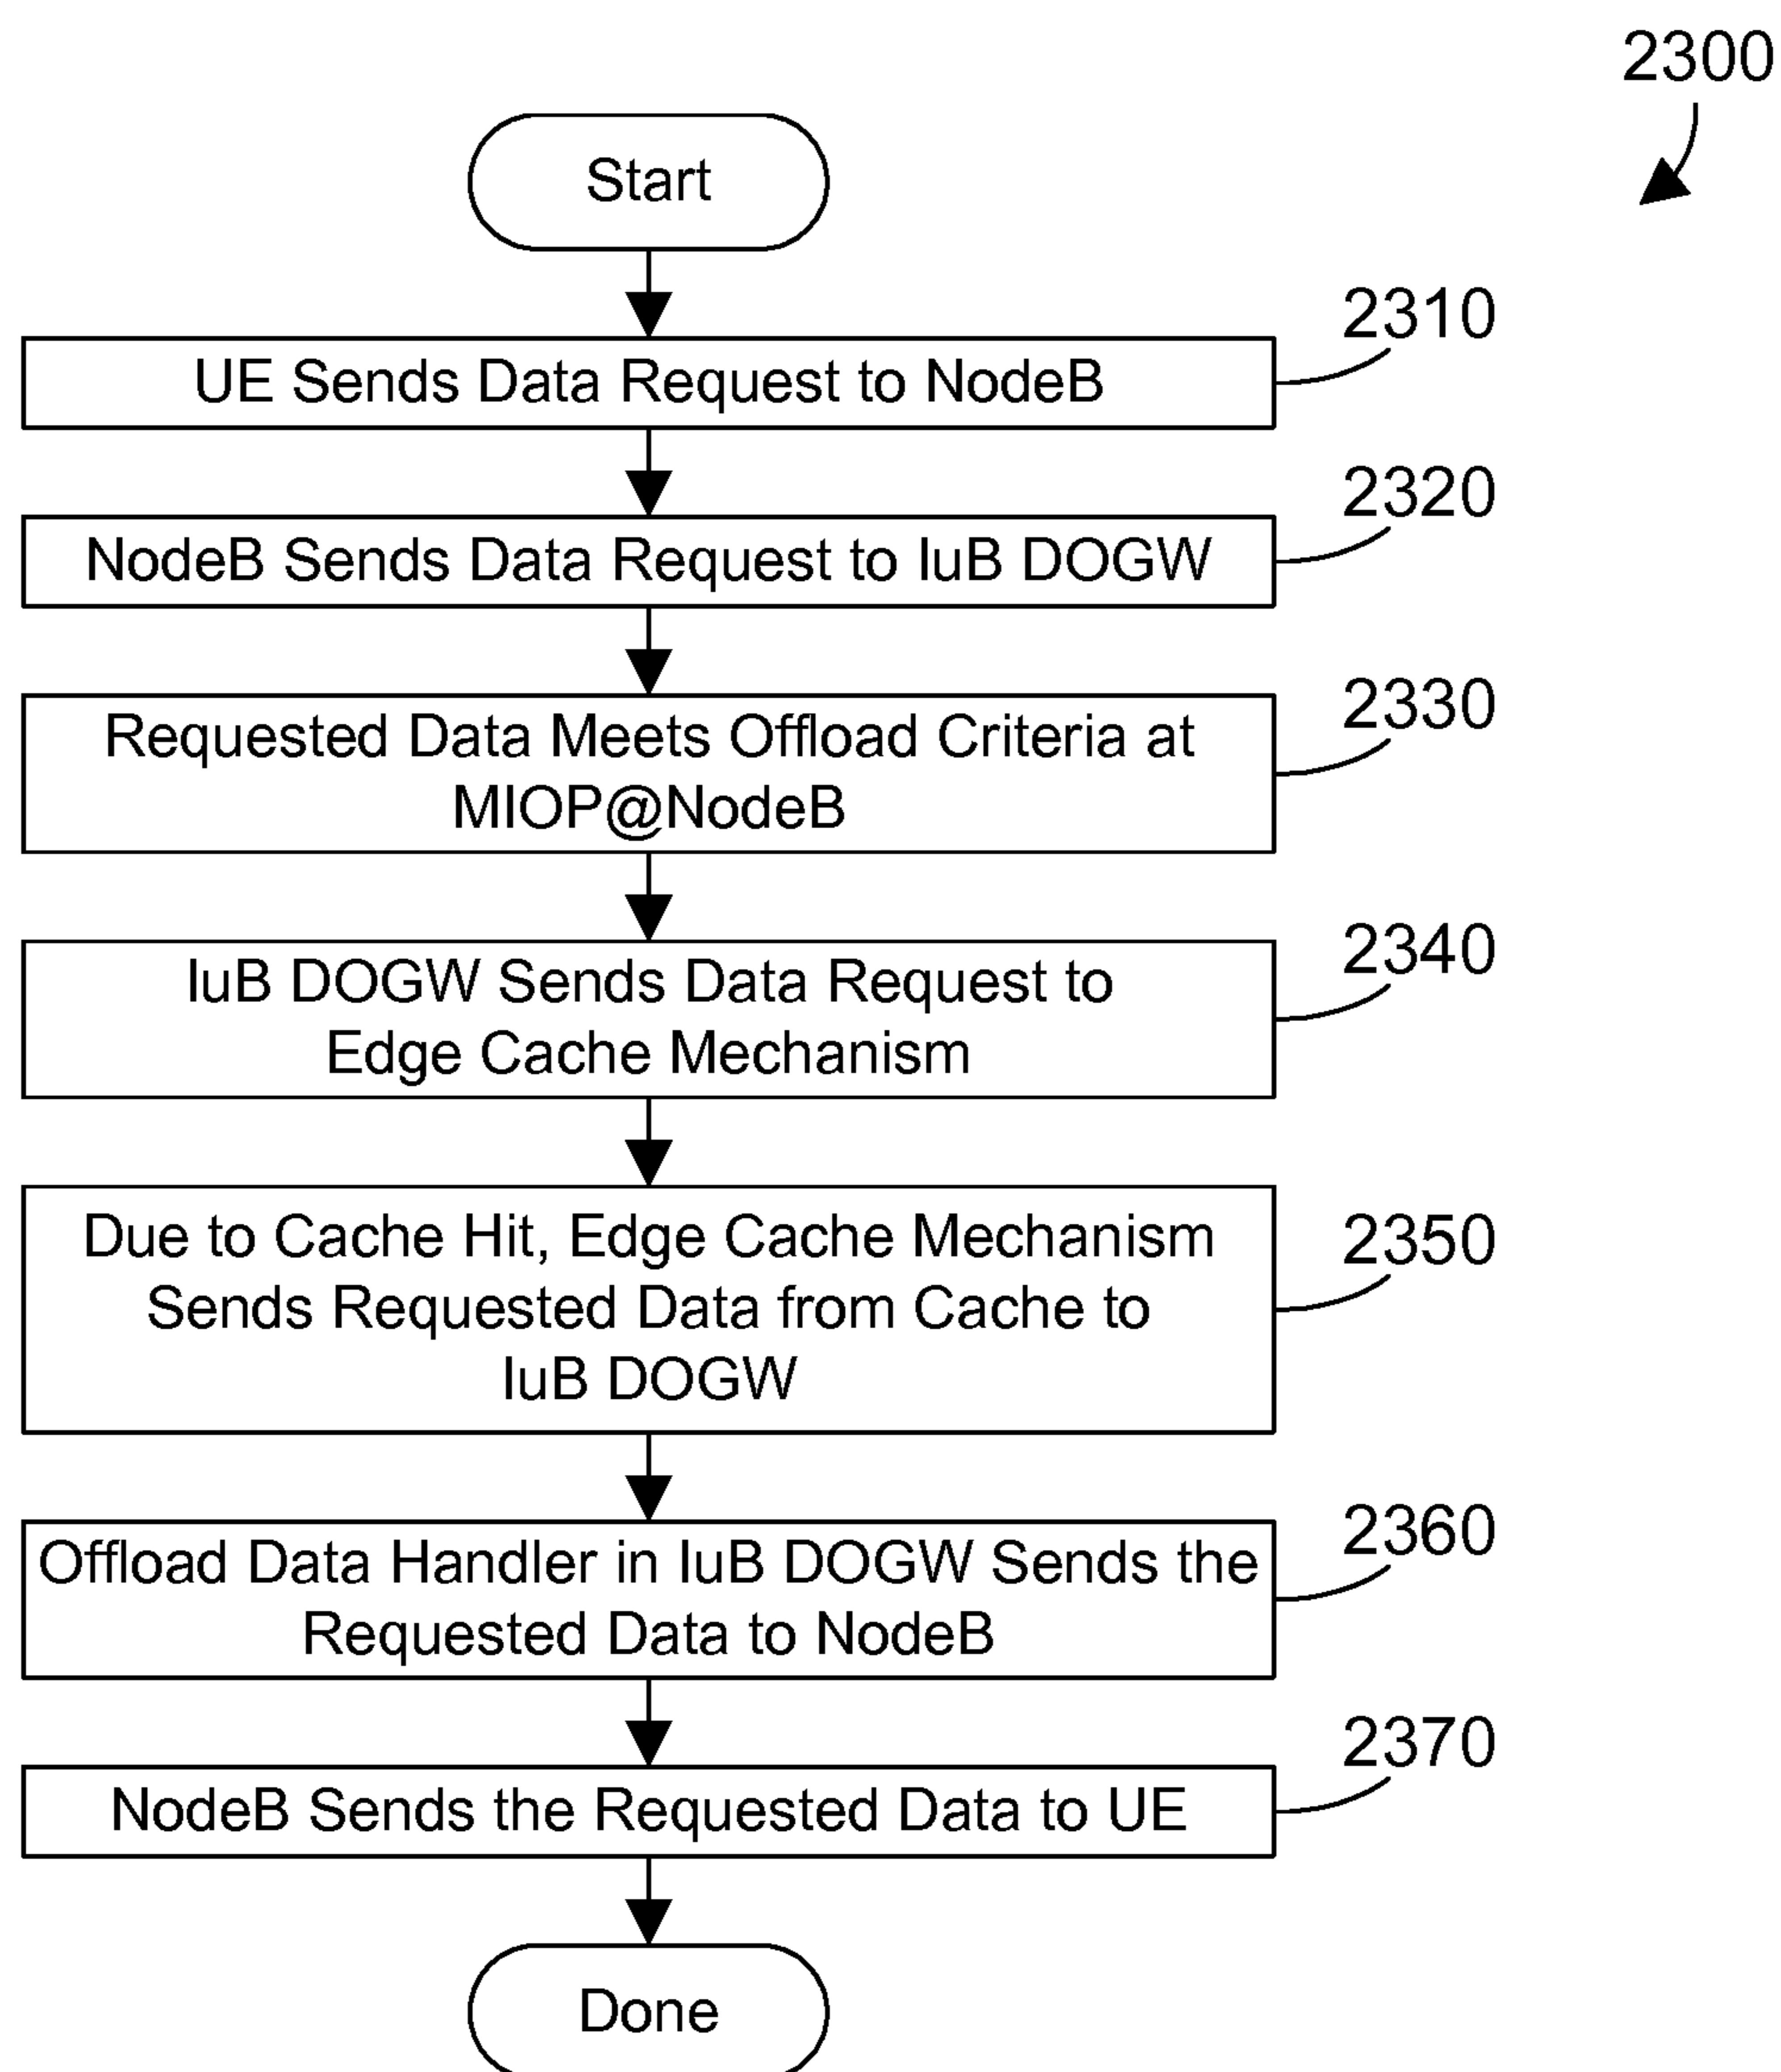 2300
Start
2310
UE Sends Data Request to NodeB
2320
NodeB Sends Data Request to IuB DOGW
2330
Requested Data Meets Offload Criteria at
MIOP@NodeB
2340
IuB DOGW Sends Data Request to
Edge Cache Mechanism
2350
Due to Cache Hit, Edge Cache Mechanism
Sends Requested Data from Cache to
IuB DOGW
2360
Offload Data Handler in IuB DOGW Sends the
Requested Data to NodeB
2370
NodeB Sends the Requested Data to UE
Done